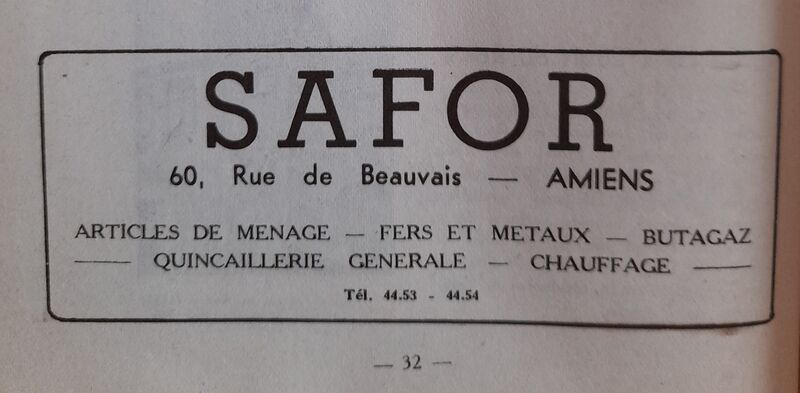 SAFOR
60, Rue de Beauvais — AMIENS
ARTICLES DE MENAGE — FERS ET METAUX — BUTAGAZ
—— QUINCAILLERIE GENERALE — CHAUFFAGE ——
Tél. 44.53 - 44.54
— 32 —